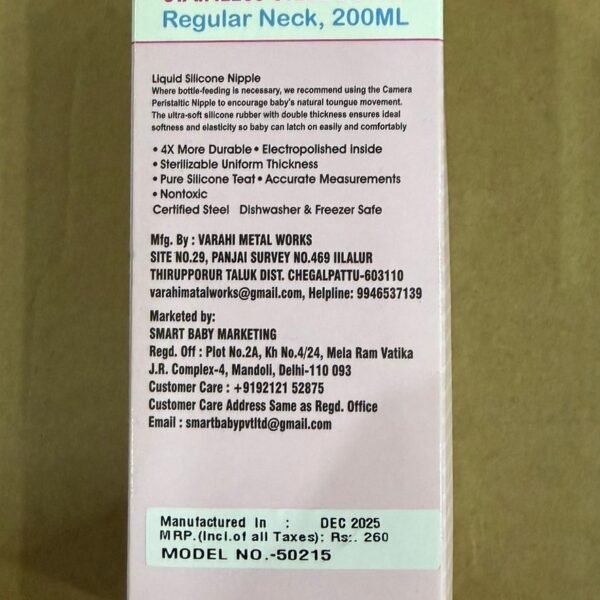 Regular Neck, 200ML
Liquid Silicone Nipple
Where bottle-feeding is necessary, we recommend using the Camera
Peristaltic Nipple to encourage baby's natural toungue movement.
The ultra-soft silicone rubber with double thickness ensures ideal
softness and elasticity so baby can latch on easily and comfortably
• 4X More Durable • Electropolished Inside
• Sterilizable Uniform Thickness
• Pure Silicone Teat • Accurate Measurements
• Nontoxic
Certified Steel Dishwasher & Freezer Safe
Mfg. By : VARAHI METAL WORKS
SITE NO.29, PANJAI SURVEY NO.469 IILALUR
THIRUPPORUR TALUK DIST. CHEGALPATTU-603110
varahimatalworks@gmail.com, Helpline: 9946537139
Marketed by:
SMART BABY MARKETING
Regd. Off : Plot No.2A, Kh No.4/24, Mela Ram Vatika
J.R. Complex-4, Mandoli, Delhi-110 093
Customer Care : +919212152875
Customer Care Address Same as Regd. Office
Email : smartbabypvtltd@gmail.com
Manufactured In : DEC 2025
MRP.(Incl.of all Taxes): Rs:. 260
MODEL NO.-50215